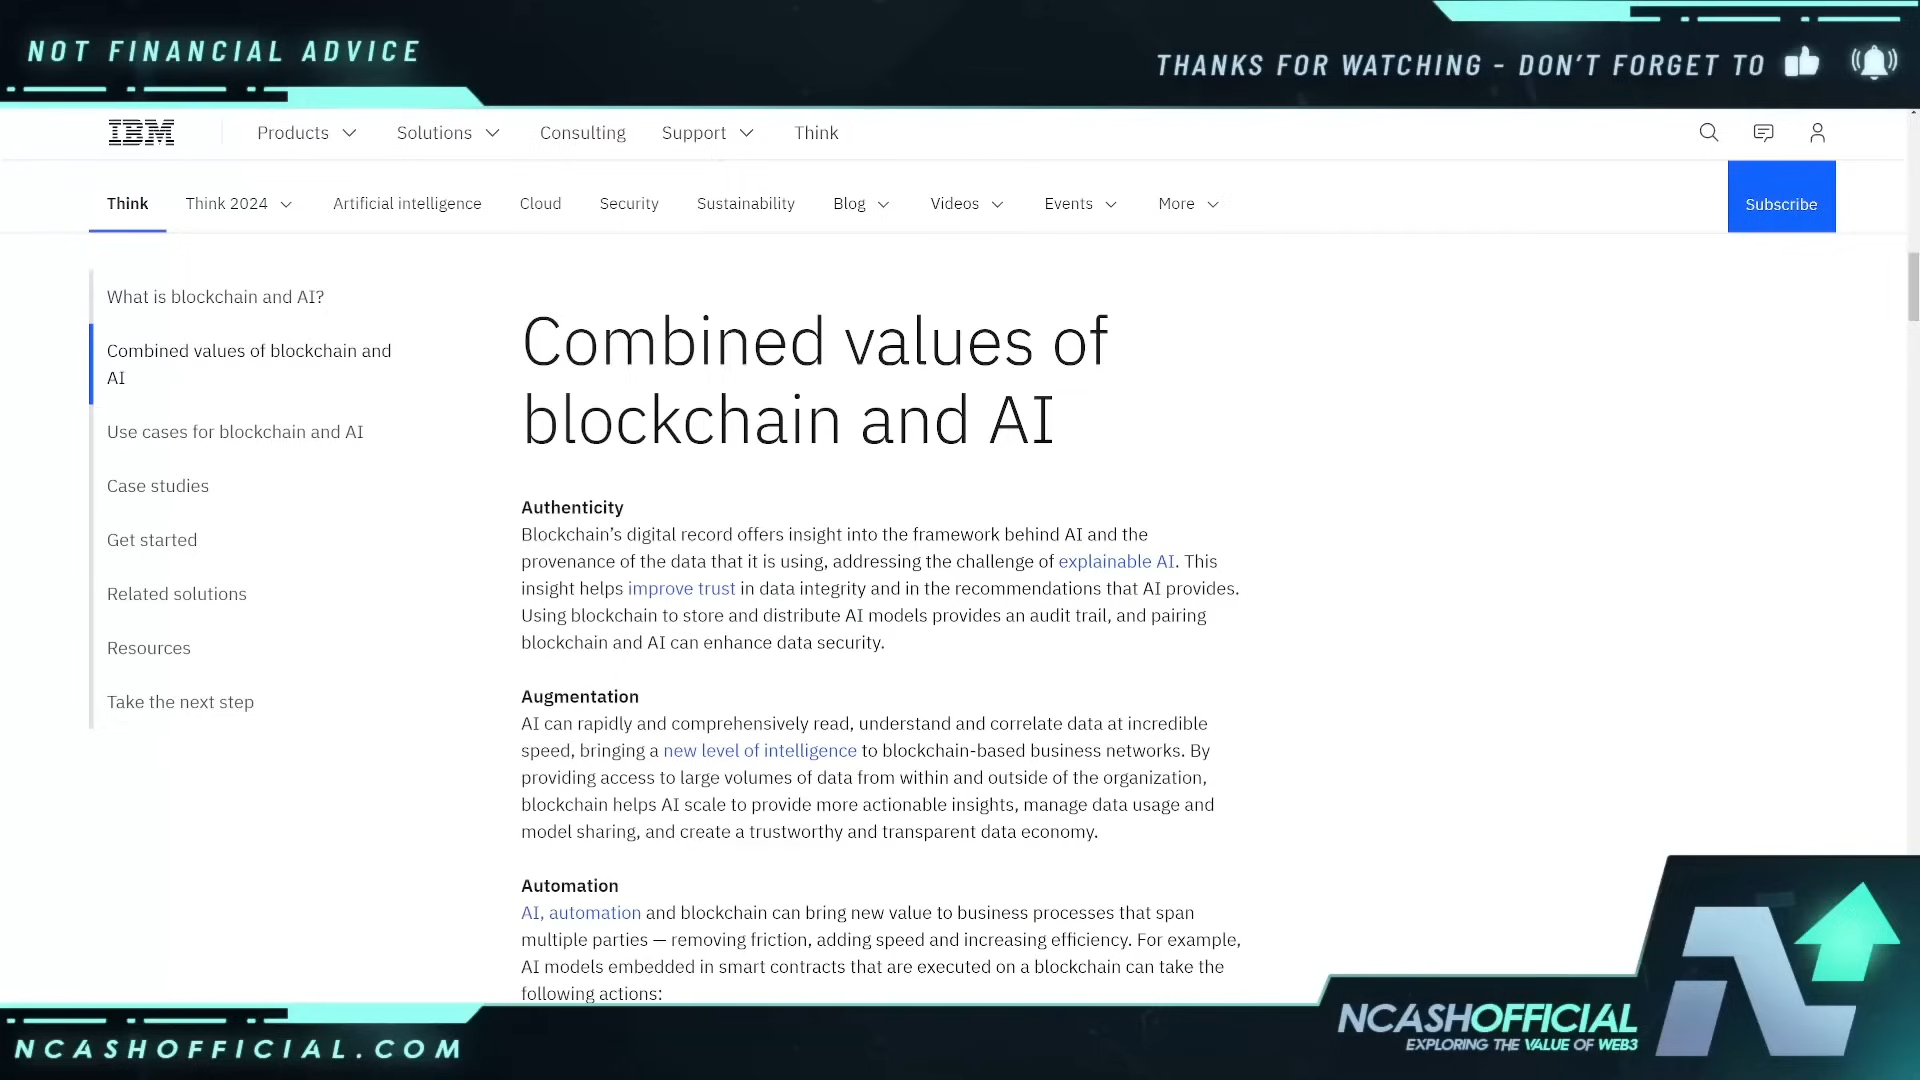 NOT FINANCIAL ADVICE
THANKS FOR WATCHING - DON'T FORGET TO
IBM Products Solutions Consulting Support Think
Think Think 2024 Artificial intelligence Cloud Security Sustainability Blog Videos Events More Subscribe
What is blockchain and AI?
Combined values of blockchain and
AI
Use cases for blockchain and AI
Case studies
Get started
Related solutions
Resources
Take the next step
Combined values of
blockchain and AI
Authenticity
Blockchain's digital record offers insight into the framework behind AI and the
provenance of the data that it is using, addressing the challenge of explainable AI. This
insight helps improve trust in data integrity and in the recommendations that AI provides.
Using blockchain to store and distribute AI models provides an audit trail, and pairing
blockchain and AI can enhance data security.
Augmentation
AI can rapidly and comprehensively read, understand and correlate data at incredible
speed, bringing a new level of intelligence to blockchain-based business networks. By
providing access to large volumes of data from within and outside of the organization,
blockchain helps AI scale to provide more actionable insights, manage data usage and
model sharing, and create a trustworthy and transparent data economy.
Automation
AI, automation and blockchain can bring new value to business processes that span
multiple parties — removing friction, adding speed and increasing efficiency. For example,
AI models embedded in smart contracts that are executed on a blockchain can take the
following actions:
NCASHOFFICIAL.COM
NCASHOFFICIAL
EXPLORING THE VALUE OF WEB3